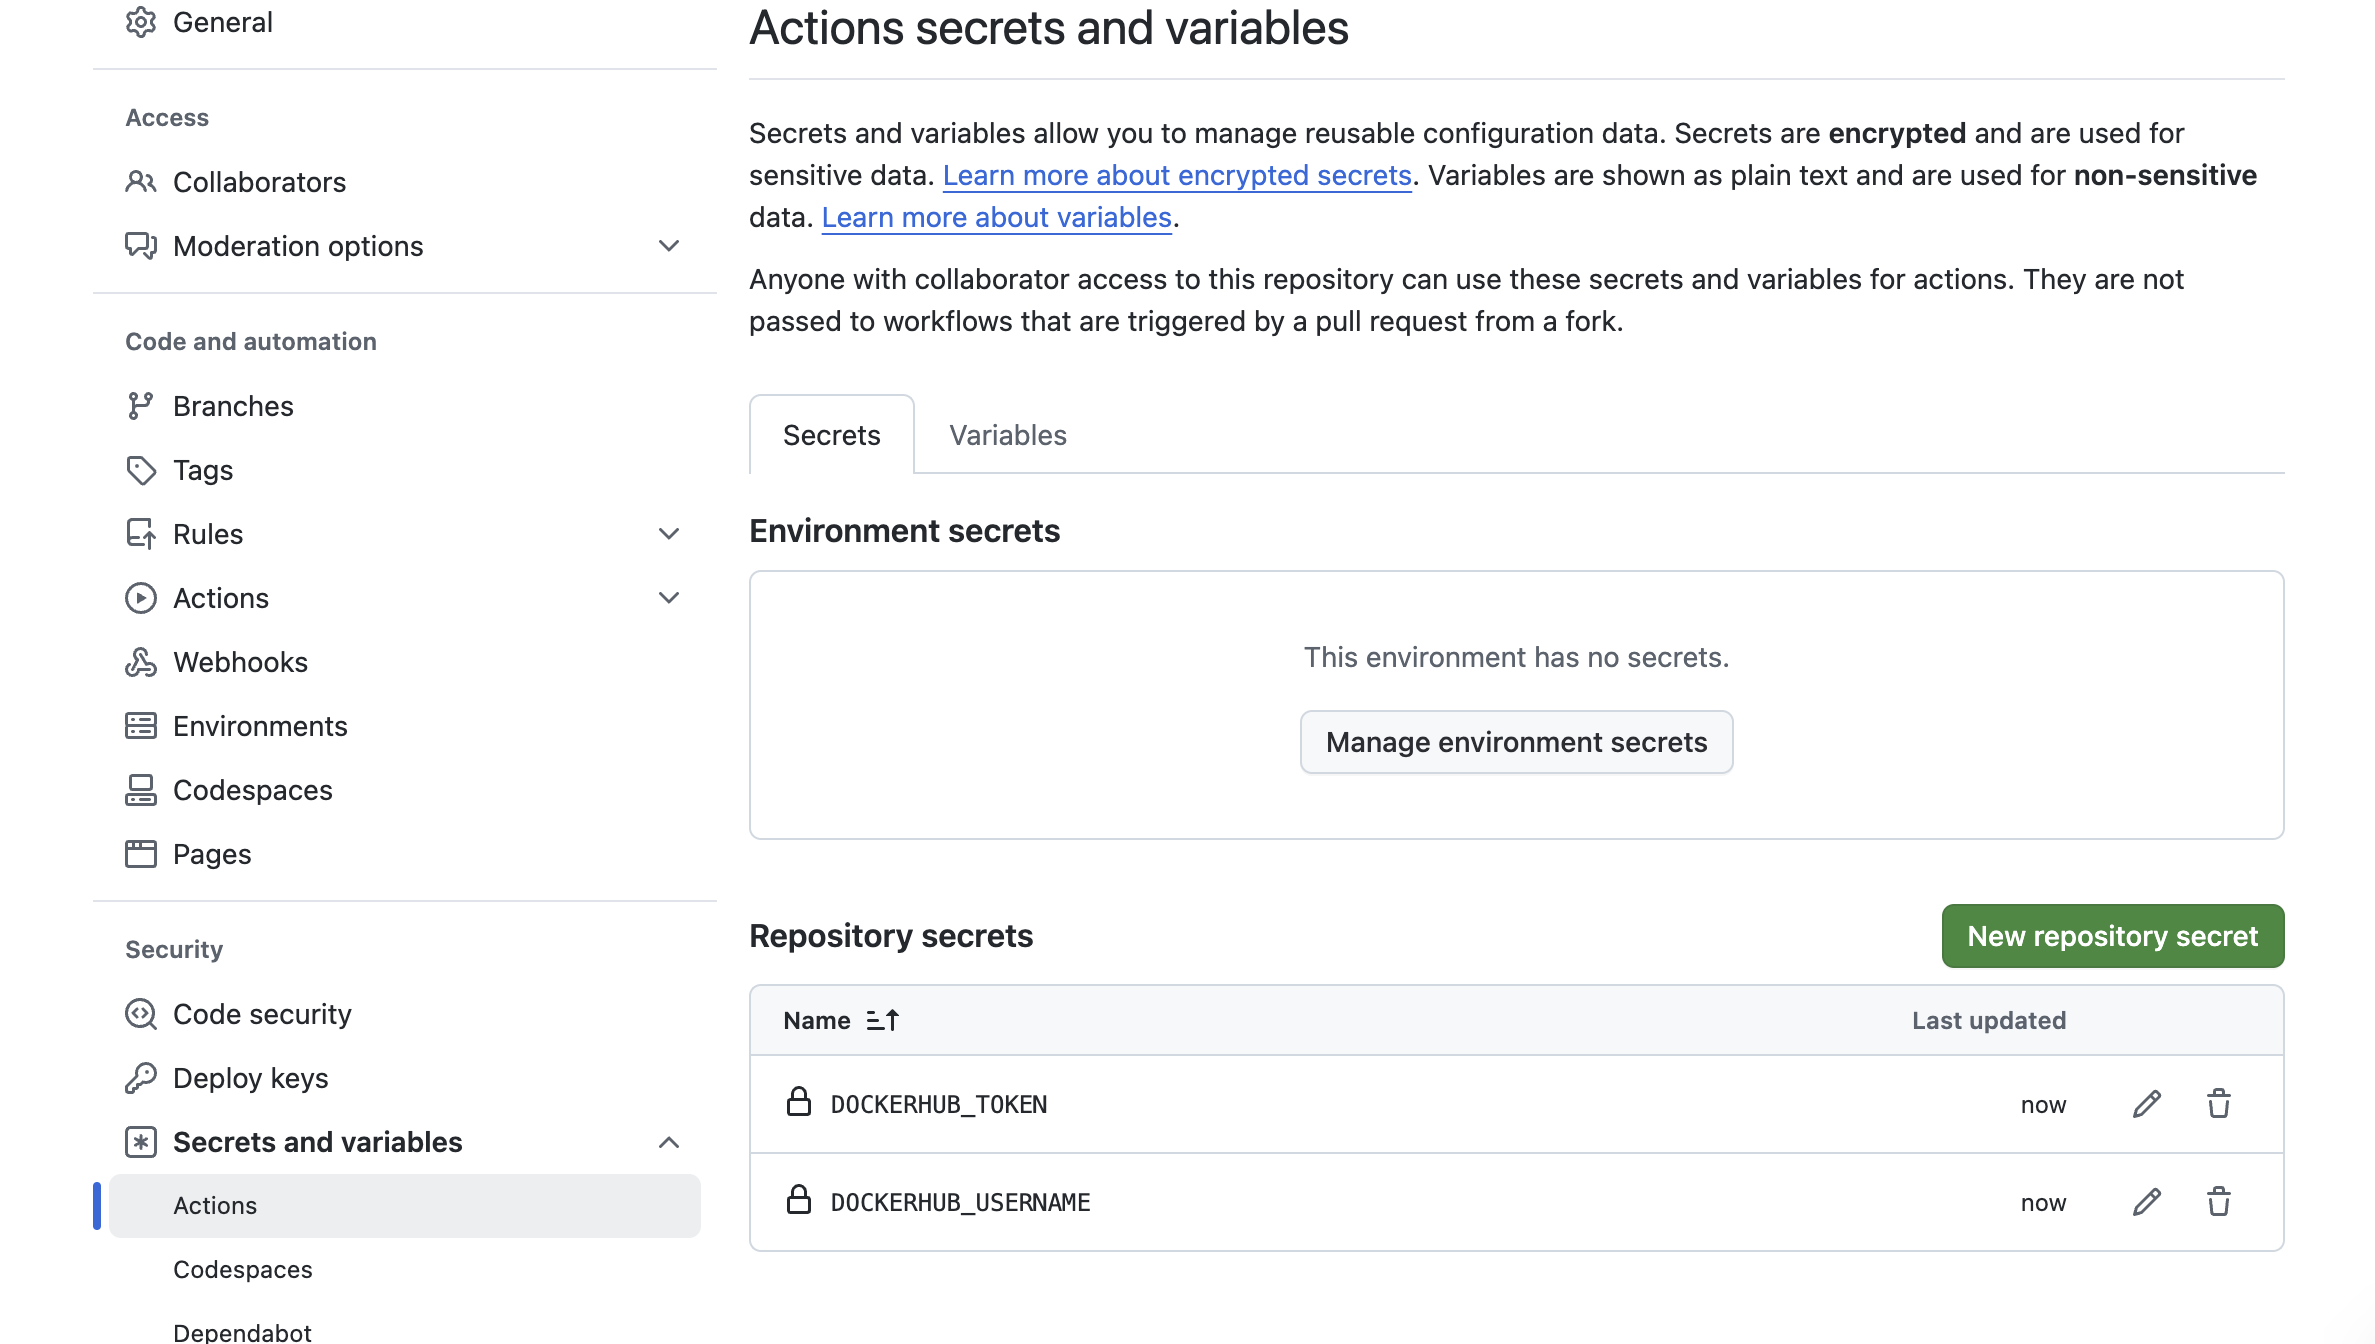 General
Access
Collaborators
Moderation options
Code and automation
Branches
Tags
Rules
Actions
Webhooks
Environments
Codespaces
Pages
Security
Code security
Deploy keys
Secrets and variables
Actions
Codespaces
Dependabot
Actions secrets and variables
Secrets and variables allow you to manage reusable configuration data. Secrets are encrypted and are used for
sensitive data. Learn more about encrypted secrets. Variables are shown as plain text and are used for non-sensitive
data. Learn more about variables.
Anyone with collaborator access to this repository can use these secrets and variables for actions. They are not
passed to workflows that are triggered by a pull request from a fork.
Secrets Variables
Environment secrets
This environment has no secrets.
Manage environment secrets
Repository secrets New repository secret
Name Last updated
DOCKERHUB_TOKEN now
DOCKERHUB_USERNAME now